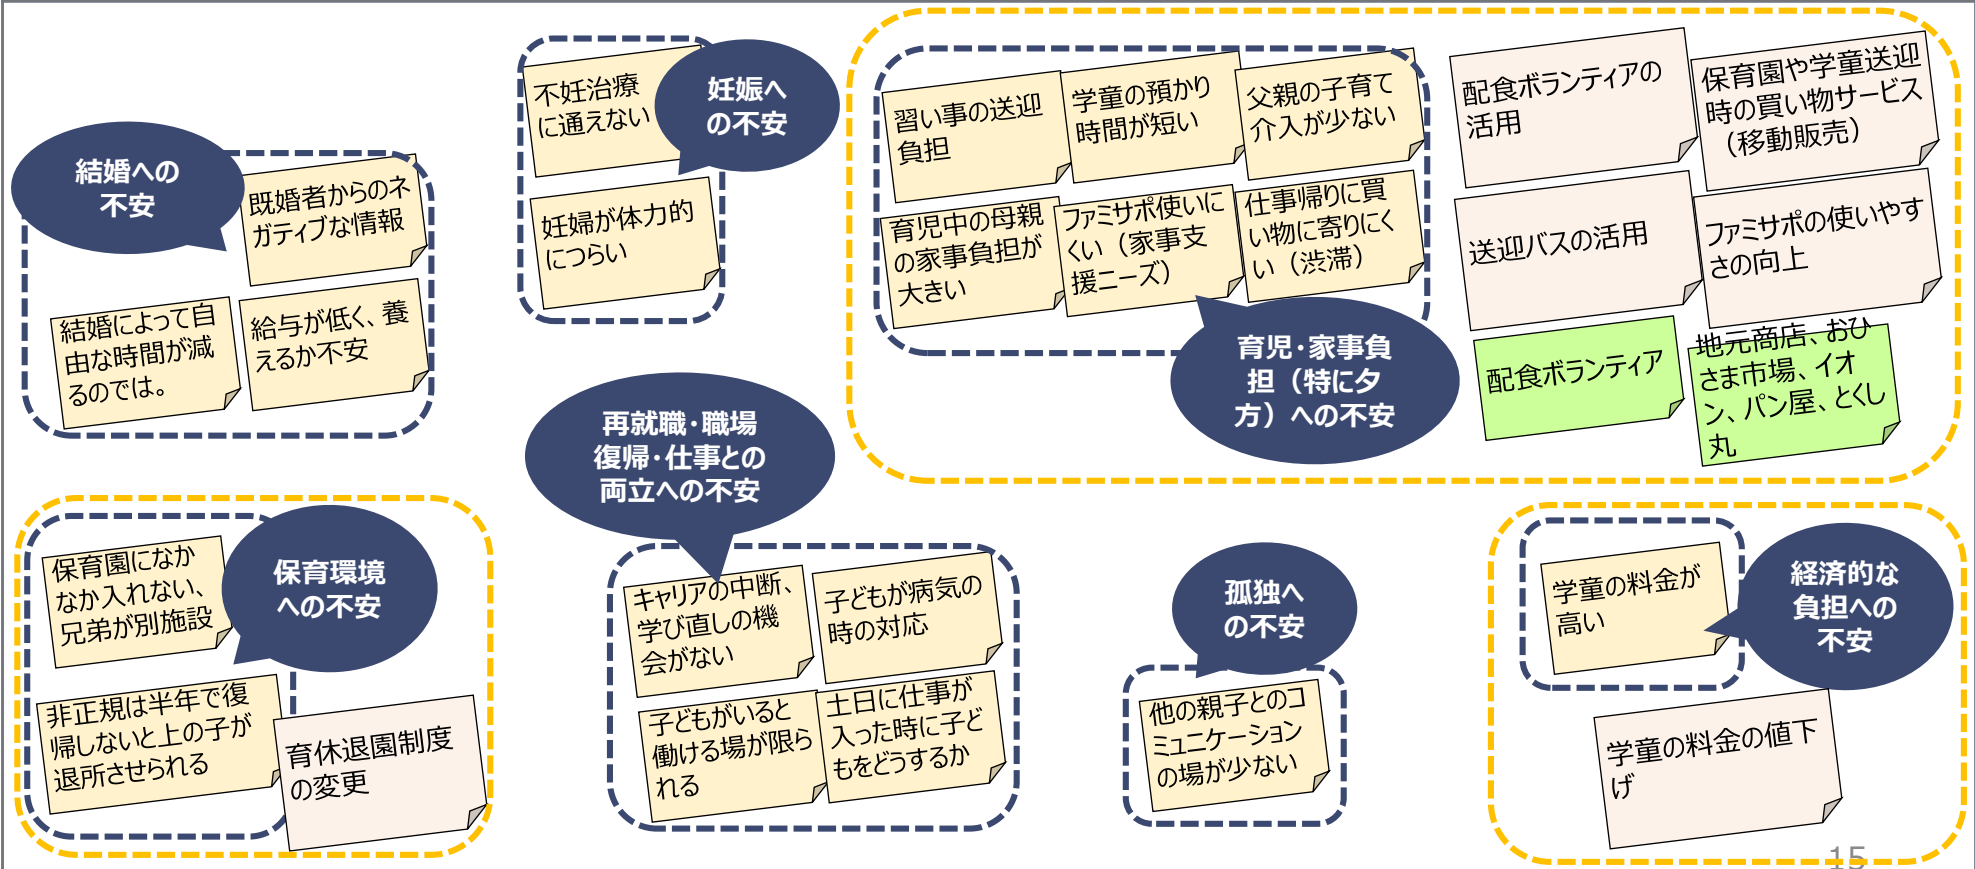 結婚への
不安
既婚者からのネ
ガティブな情報
結婚によって自
由な時間が減
るのでは。
給与が低く、養
えるか不安
不妊治療
に通えない
妊娠へ
の不安
妊婦が体力的
につらい
習い事の送迎
負担
学童の預かり
時間が短い
父親の子育て
介入が少ない
育児中の母親
の家事負担が
大きい
ファミサポ使いに
くい（家事支
援ニーズ）
仕事帰りに買
い物に寄りにく
い（渋滞）
育児・家事負
担（特に夕
方）への不安
配食ボランティアの
活用
保育園や学童送迎
時の買い物サービス
（移動販売）
送迎バスの活用
ファミサポの使いやす
さの向上
配食ボランティア
地元商店、おひ
さま市場、イオ
ン、パン屋、とくし
丸
保育園になか
なか入れない、
兄弟が別施設
保育環境
への不安
非正規は半年で復
帰しないと上の子が
退所させられる
育休退園制度
の変更
再就職・職場
復帰・仕事との
両立への不安
キャリアの中断、
学び直しの機
会がない
子どもが病気の
時の対応
子どもがいると
働ける場が限ら
れる
土日に仕事が
入った時に子ど
もをどうするか
孤独へ
の不安
他の親子とのコ
ミュニケーション
の場が少ない
学童の料金が
高い
経済的な
負担への
不安
学童の料金の値下
げ
15